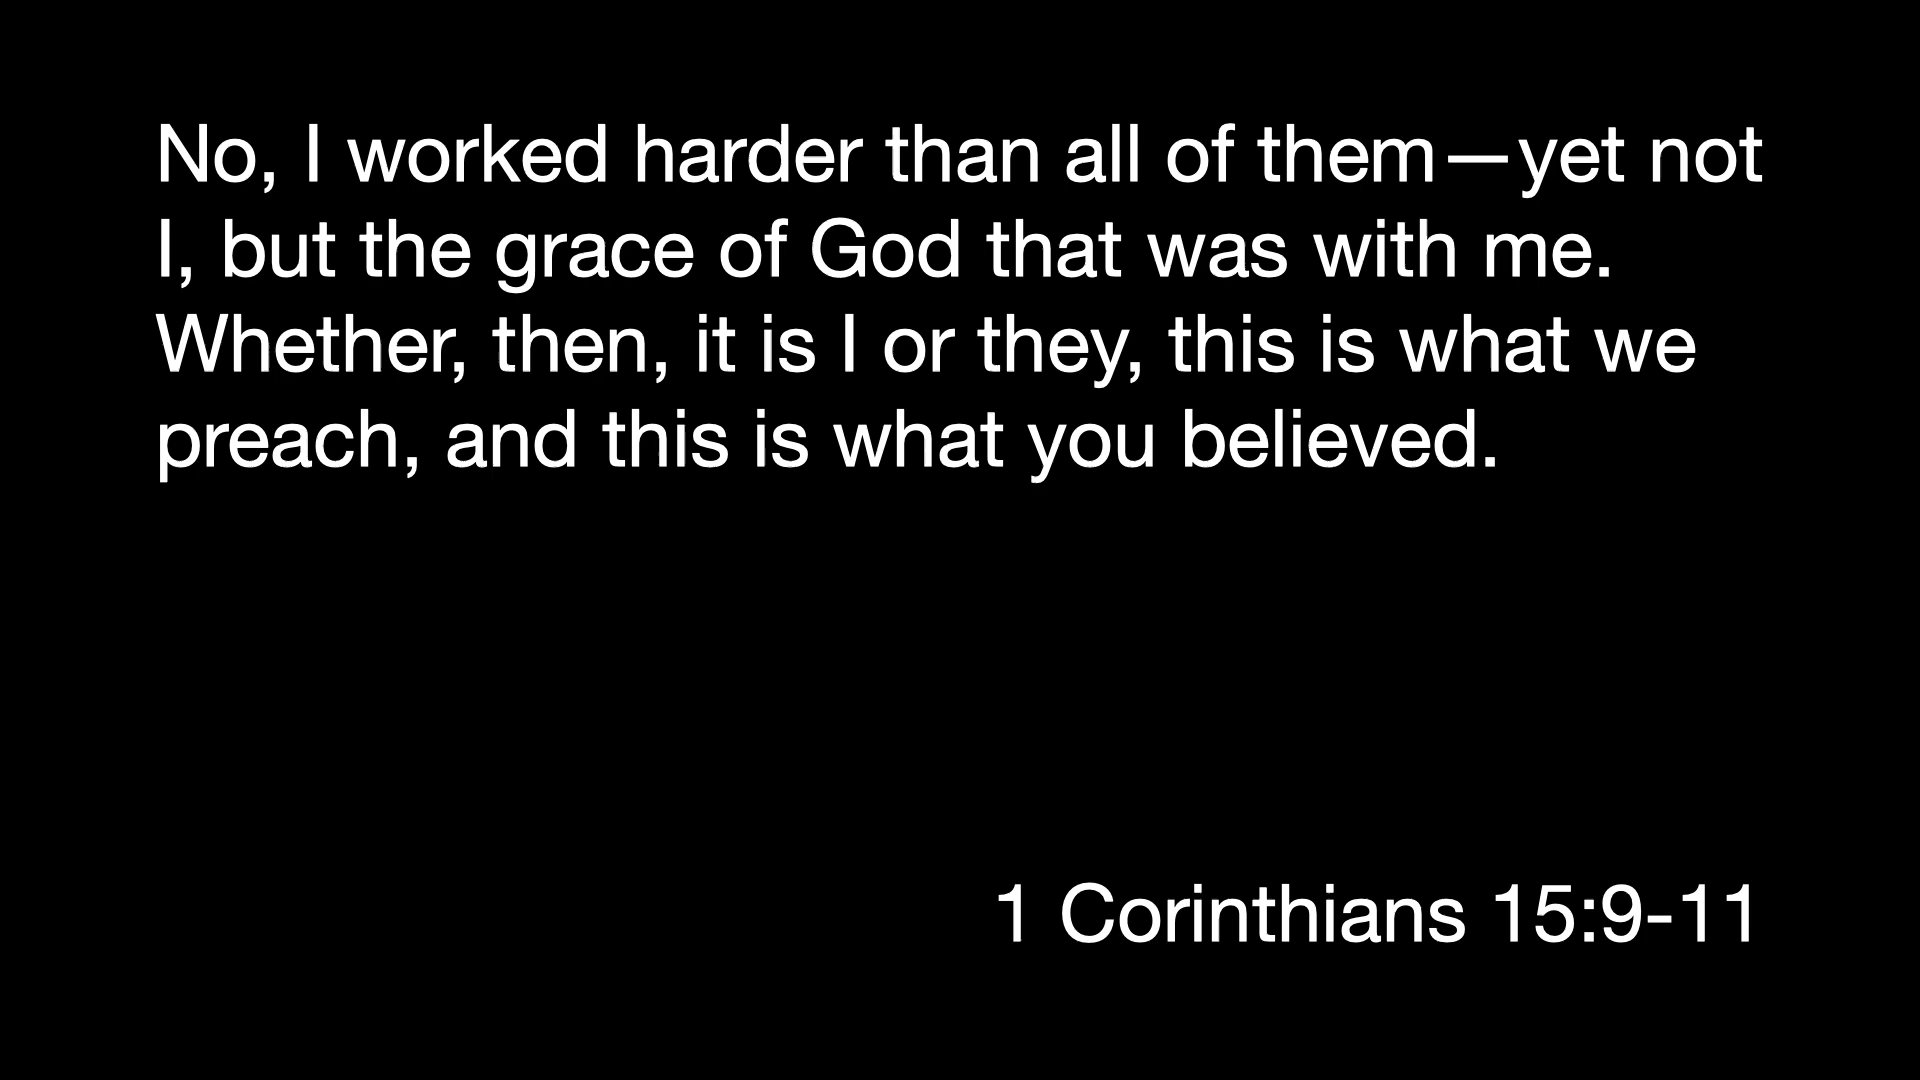 No, I worked harder than all of them—yet not
I, but the grace of God that was with me.
Whether, then, it is I or they, this is what we
preach, and this is what you believed.
1 Corinthians 15:9-11